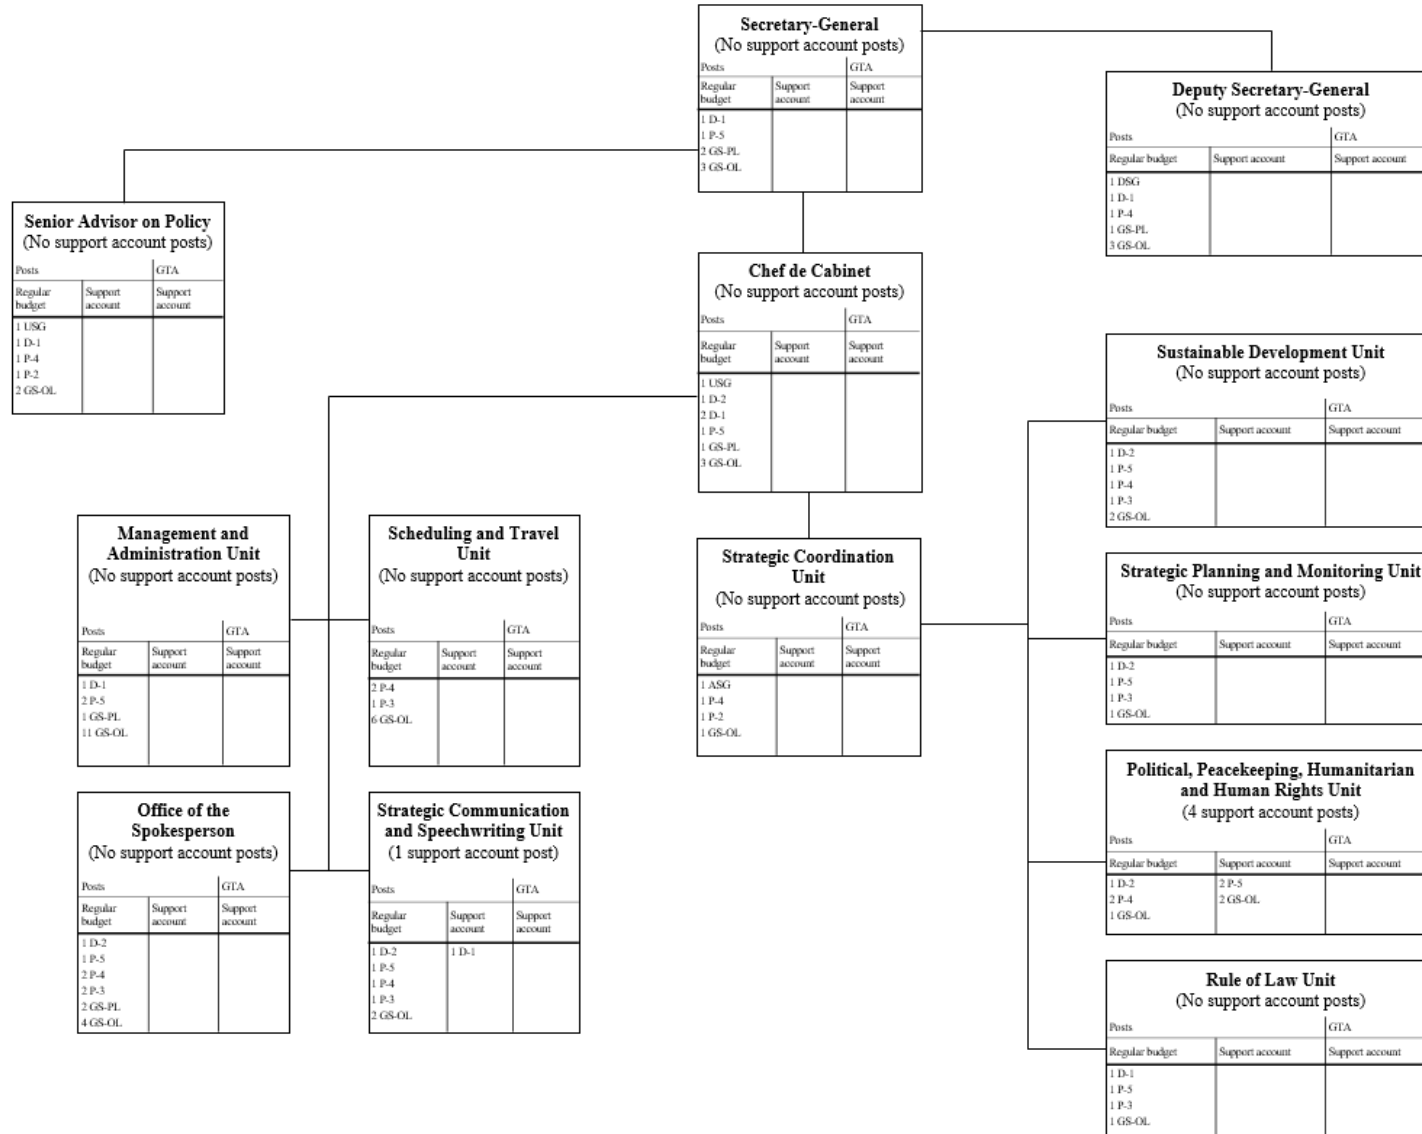 Secretary-General
(No support account posts)
Posts GTA
Regular budget Support account Support account
1 D-1
1 P-5
2 GS-PL
3 GS-OL
Deputy Secretary-General
(No support account posts)
Posts GTA
Regular budget Support account Support account
1 DSG
1 D-1
1 P-4
1 GS-PL
3 GS-OL
Senior Advisor on Policy
(No support account posts)
Posts GTA
Regular budget Support account Support account
1 USG
1 D-1
1 P-4
1 P-2
2 GS-OL
Chef de Cabinet
(No support account posts)
Posts GTA
Regular budget Support account Support account
1 USG
1 D-2
2 D-1
1 P-5
1 GS-PL
3 GS-OL
Management and
Administration Unit
(No support account posts)
Posts GTA
Regular budget Support account Support account
1 D-1
2 P-5
1 GS-PL
11 GS-OL
Scheduling and Travel
Unit
(No support account posts)
Posts GTA
Regular budget Support account Support account
2 P-4
1 P-3
6 GS-OL
Office of the
Spokesperson
(No support account posts)
Posts GTA
Regular budget Support account Support account
1 D-2
1 P-5
2 P-4
2 P-3
2 GS-PL
4 GS-OL
Strategic Communication
and Speechwriting Unit
(1 support account post)
Posts GTA
Regular budget Support account Support account
1 D-2 1 D-1
1 P-5
1 P-4
1 P-3
2 GS-OL
Strategic Coordination
Unit
(No support account posts)
Posts GTA
Regular budget Support account Support account
1 ASG
1 P-4
1 P-2
1 GS-OL
Sustainable Development Unit
(No support account posts)
Posts GTA
Regular budget Support account Support account
1 D-2
1 P-5
1 P-4
1 P-3
2 GS-OL
Strategic Planning and Monitoring Unit
(No support account posts)
Posts GTA
Regular budget Support account Support account
1 D-2
1 P-5
1 P-3
1 GS-OL
Political, Peacekeeping, Humanitarian
and Human Rights Unit
(4 support account posts)
Posts GTA
Regular budget Support account Support account
1 D-2 2 P-5
2 P-4 2 GS-OL
1 GS-OL
Rule of Law Unit
(No support account posts)
Posts GTA
Regular budget Support account Support account
1 D-1
1 P-5
1 P-3
1 GS-OL